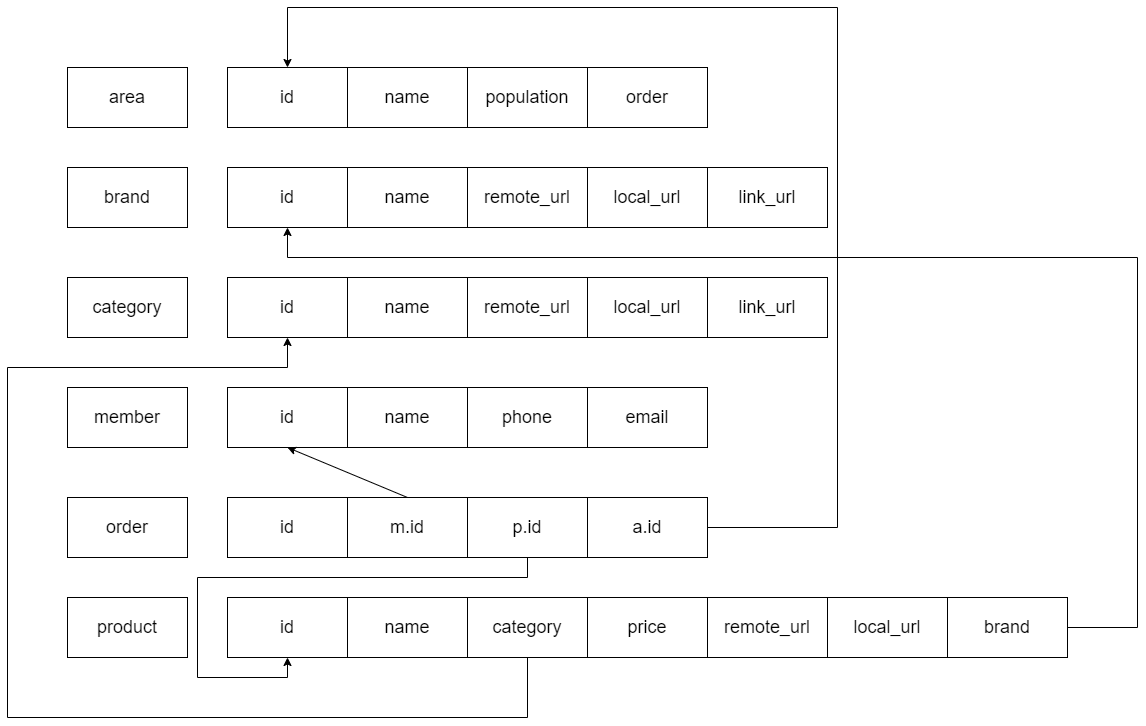 area id name population order
brand id name remote_url local_url link_url
category id name remote_url local_url link_url
member id name phone email
order id m.id p.id a.id
product id name category price remote_url local_url brand